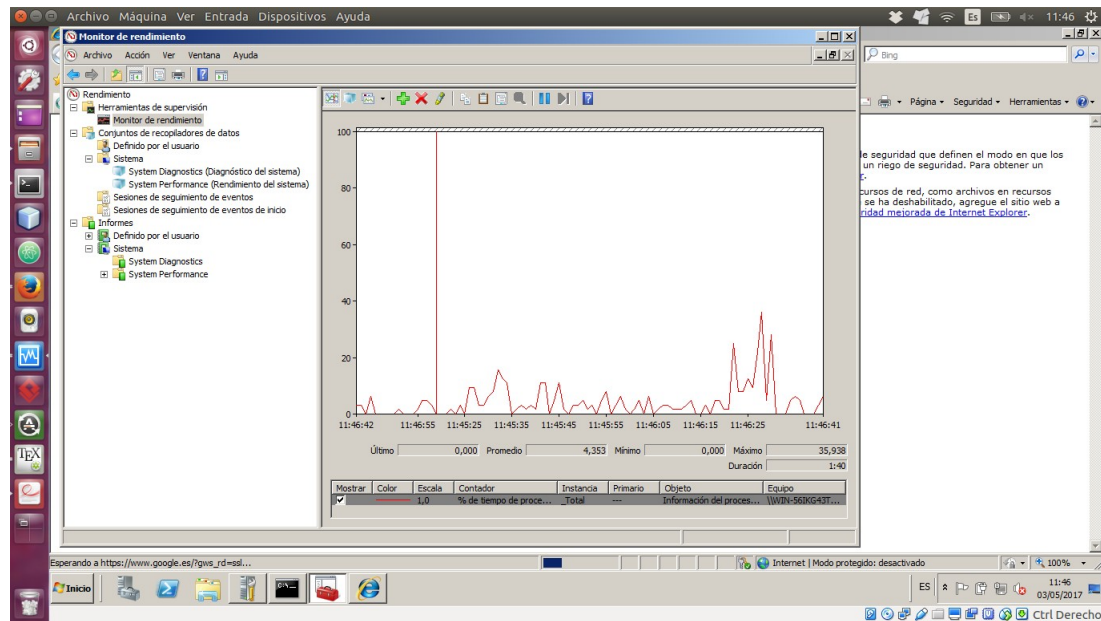 Archivo Máquina Ver Entrada Dispositivos Ayuda
Es
11:46
Monitor de rendimiento
Archivo Acción Ver Ventana Ayuda
Bing
Página Seguridad Herramientas
Rendimiento
Herramientas de supervisión
Monitor de rendimiento
Conjuntos de recopiladores de datos
Definido por el usuario
Sistema
System Diagnostics (Diagnóstico del sistema)
System Performance (Rendimiento del sistema)
Sesiones de seguimiento de eventos
Sesiones de seguimiento de eventos de inicio
Informes
Definido por el usuario
Sistema
System Diagnostics
System Performance
100
80
60
40
20
0
11:46:42 11:46:55 11:45:25 11:45:35 11:45:45 11:45:55 11:46:05 11:46:15 11:46:25 11:46:41
Último 0,000 Promedio 4,353 Mínimo 0,000 Máximo 35,938
Duración 1:40
Mostrar Color Escala Contador Instancia Primario Objeto Equipo
1,0 % de tiempo de proce... _Total --- Información del proces... \\WIN-56IKG43T...
de seguridad que definen el modo en que los
un riego de seguridad. Para obtener un
r.
cursos de red, como archivos en recursos
se ha deshabilitado, agregue el sitio web a
ridad mejorada de Internet Explorer.
Esperando a https://www.google.es/?gws_rd=ssl...
Internet | Modo protegido: desactivado
100%
Inicio
ES
11:46
03/05/2017
Ctrl Derecho
TEX